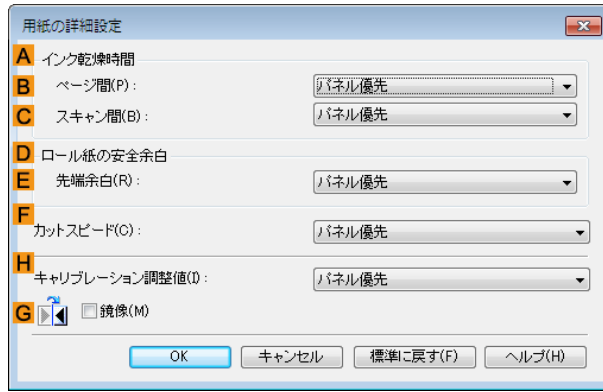 用紙の詳細設定
A インク乾燥時間
B ページ間(P): パネル優先
C スキャン間(B): パネル優先
D ロール紙の安全余白
E 先端余白(R): パネル優先
F
カットスピード(C): パネル優先
H
キャリブレーション調整値(I): パネル優先
G 鏡像(M)
OK キャンセル 標準に戻す(F) ヘルプ(H)